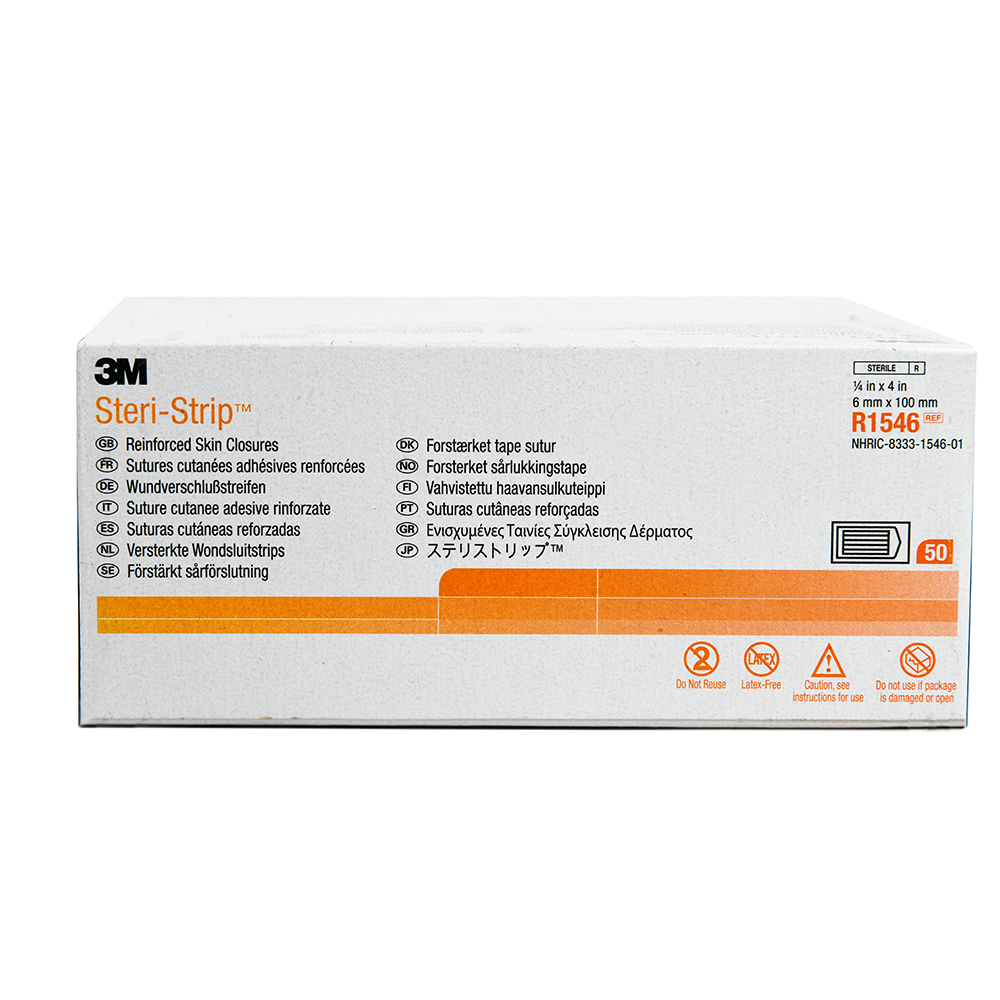 3M
Steri-Strip™
GB Reinforced Skin Closures
FR Sutures cutanées adhésives renforcées
DE Wundverschlußstreifen
IT Suture cutanee adesive rinforzate
ES Suturas cutáneas reforzadas
NL Versterkte Wondsluitstrips
SE Förstärkt sårförslutning
DK Forstærket tape sutur
NO Forsterket sårlukkingstape
FI Vahvistettu haavansulkuteippi
PT Suturas cutâneas reforçadas
GR Ενισχυμένες Ταινίες Σύγκλεισης Δέρματος
JP ステリストリップ™
STERILE R
¼ in x 4 in
6 mm x 100 mm
R1546 REF
NHRIC-8333-1546-01
50
2
Do Not Reuse
LATEX
Latex-Free
Caution, see
instructions for use
Do not use if package
is damaged or open